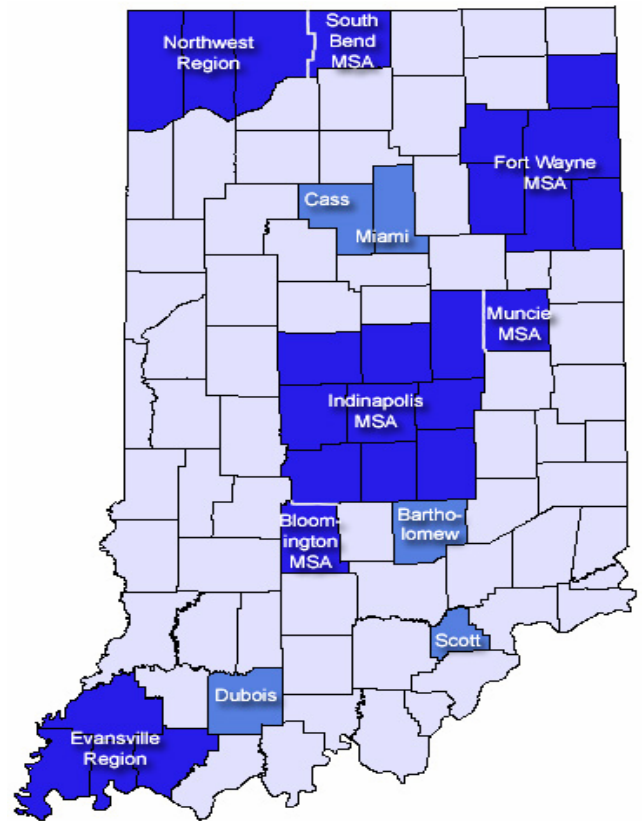 Northwest
Region
South
Bend
MSA
Fort Wayne
MSA
Cass
Miami
Muncie
MSA
Indinapolis
MSA
Bloom-
ington
MSA
Bartho-
lomew
Scott
Dubois
Evansville
Region